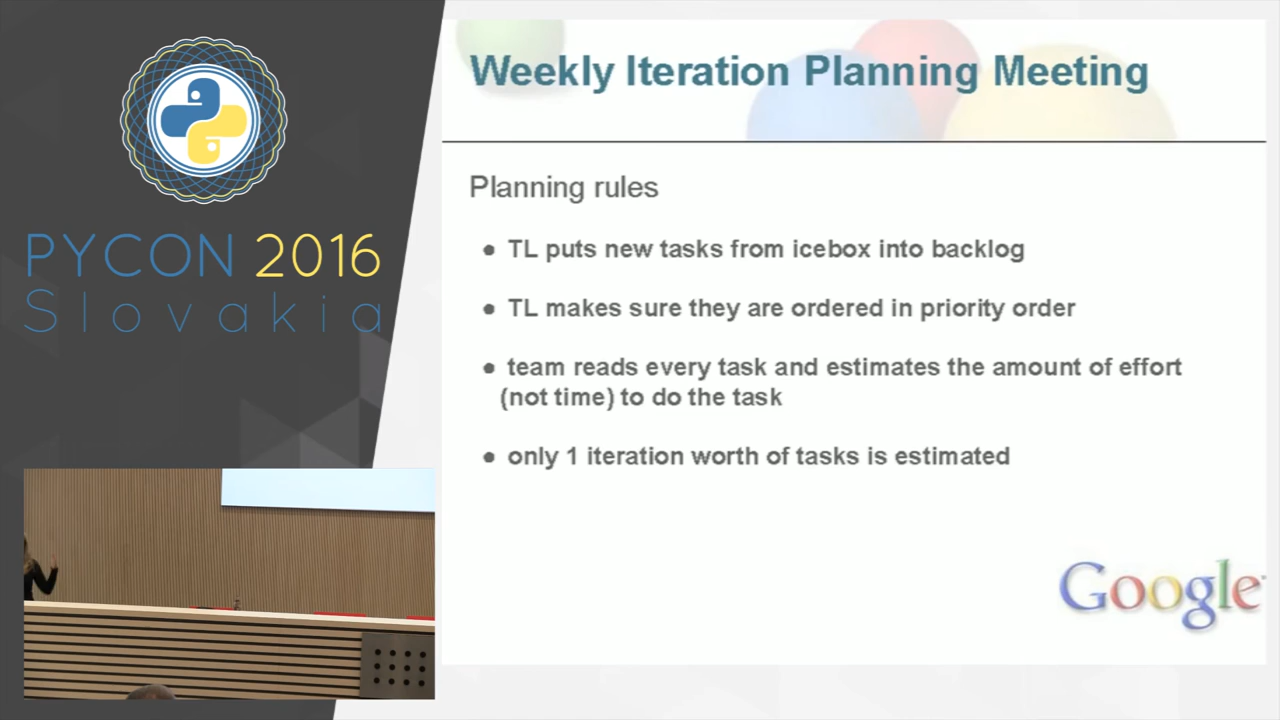 PYCON 2016
Slovakia
Weekly Iteration Planning Meeting
Planning rules
● TL puts new tasks from icebox into backlog
● TL makes sure they are ordered in priority order
● team reads every task and estimates the amount of effort
(not time) to do the task
● only 1 iteration worth of tasks is estimated
Google